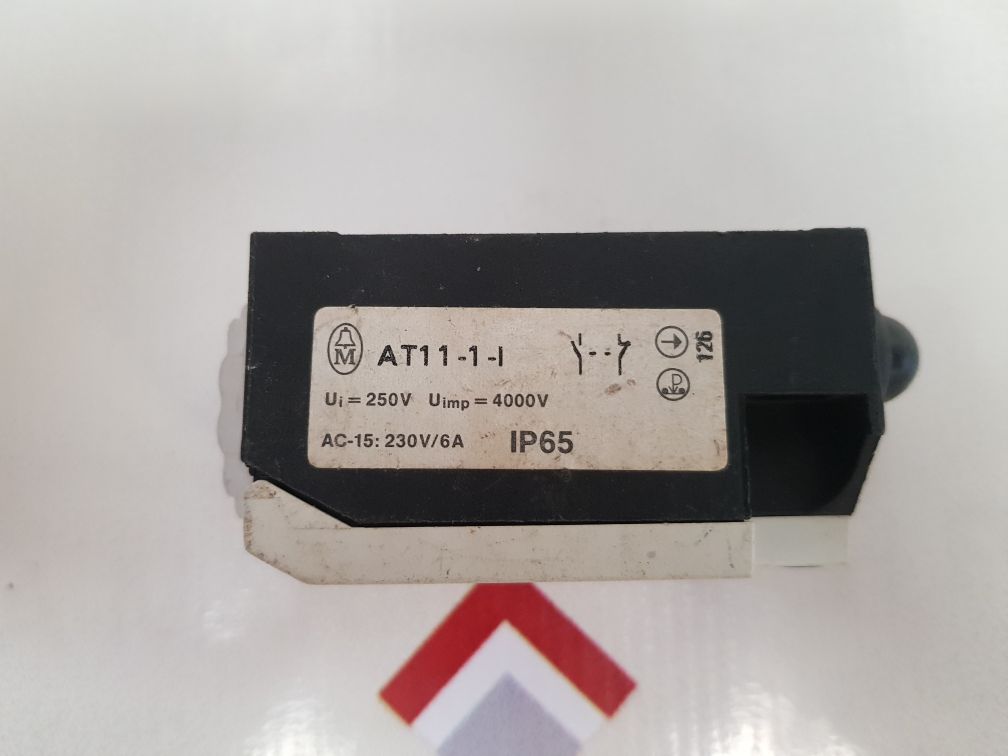 M
AT11-1-I
126
Ui = 250V Uimp = 4000V
P
AC-15: 230V/6A IP65